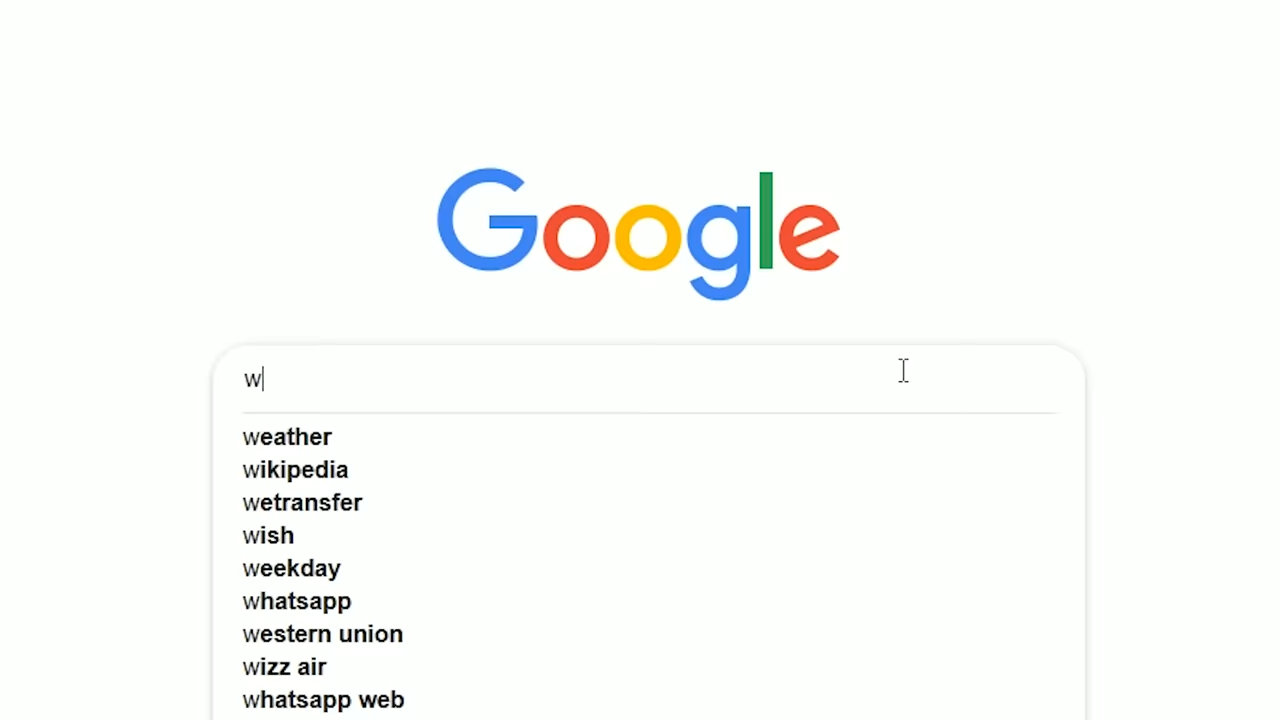 Google
w
weather
wikipedia
wetransfer
wish
weekday
whatsapp
western union
wizz air
whatsapp web